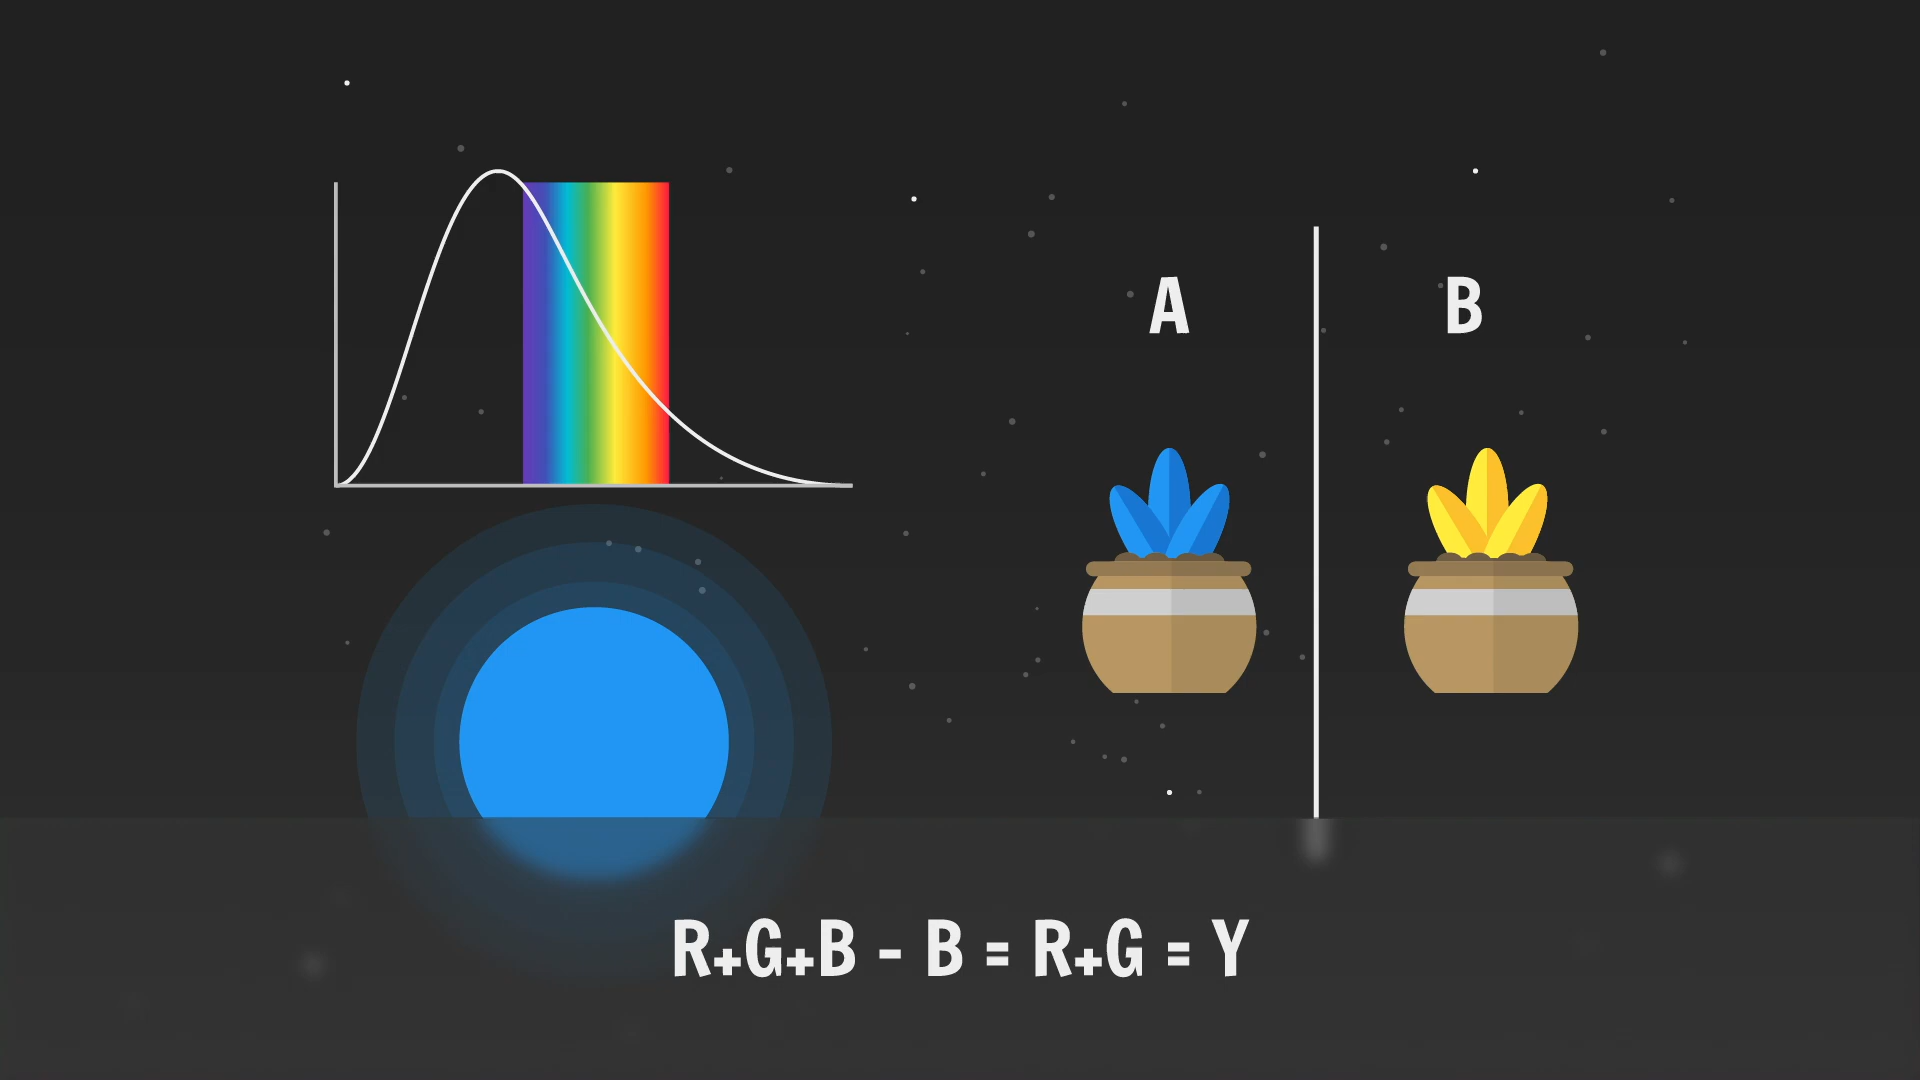 A
B
R+G+B - B = R+G = Y